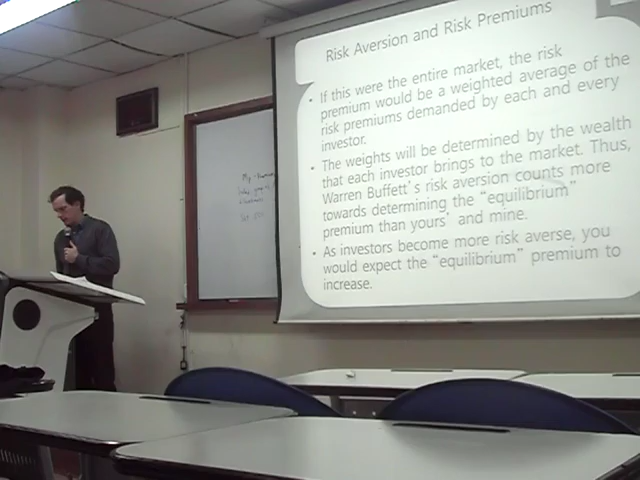 Risk Aversion and Risk Premiums
• If this were the entire market, the risk
premium would be a weighted average of the
risk premiums demanded by each and every
investor.
• The weights will be determined by the wealth
that each investor brings to the market. Thus,
Warren Buffett's risk aversion counts more
towards determining the "equilibrium"
premium than yours' and mine.
• As investors become more risk averse, you
would expect the "equilibrium" premium to
increase.